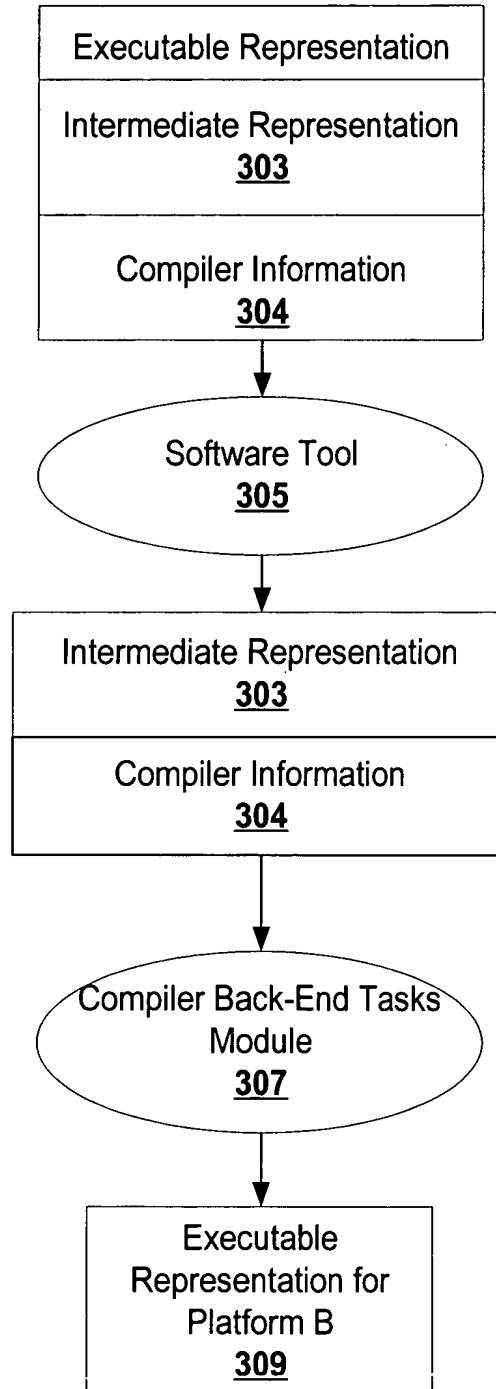 Executable Representation
Intermediate Representation
303
Compiler Information
304
Software Tool
305
Intermediate Representation
303
Compiler Information
304
Compiler Back-End Tasks
Module
307
Executable
Representation for
Platform B
309